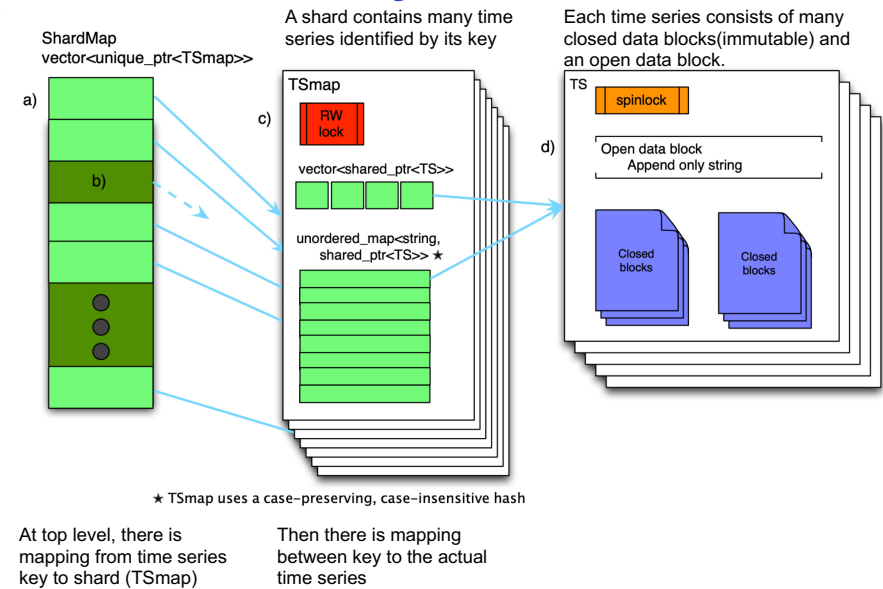 A shard contains many time
series identified by its key
Each time series consists of many
closed data blocks(immutable) and
an open data block.
ShardMap
vector<unique_ptr<TSmap>>
a)
b)
TSmap
c)
RW
lock
vector<shared_ptr<TS>>
unordered_map<string,
shared_ptr<TS>> ★
TS
spinlock
d)
Open data block
Append only string
Closed
blocks
Closed
blocks
★ TSmap uses a case-preserving, case-insensitive hash
At top level, there is
mapping from time series
key to shard (TSmap)
Then there is mapping
between key to the actual
time series